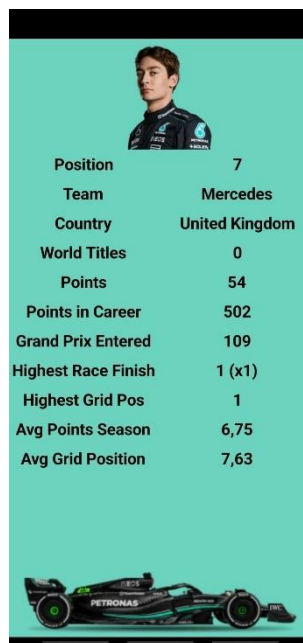 Position 7
Team Mercedes
Country United Kingdom
World Titles 0
Points 54
Points in Career 502
Grand Prix Entered 109
Highest Race Finish 1 (x1)
Highest Grid Pos 1
Avg Points Season 6,75
Avg Grid Position 7,63
INEOS
PETRONAS
IWC